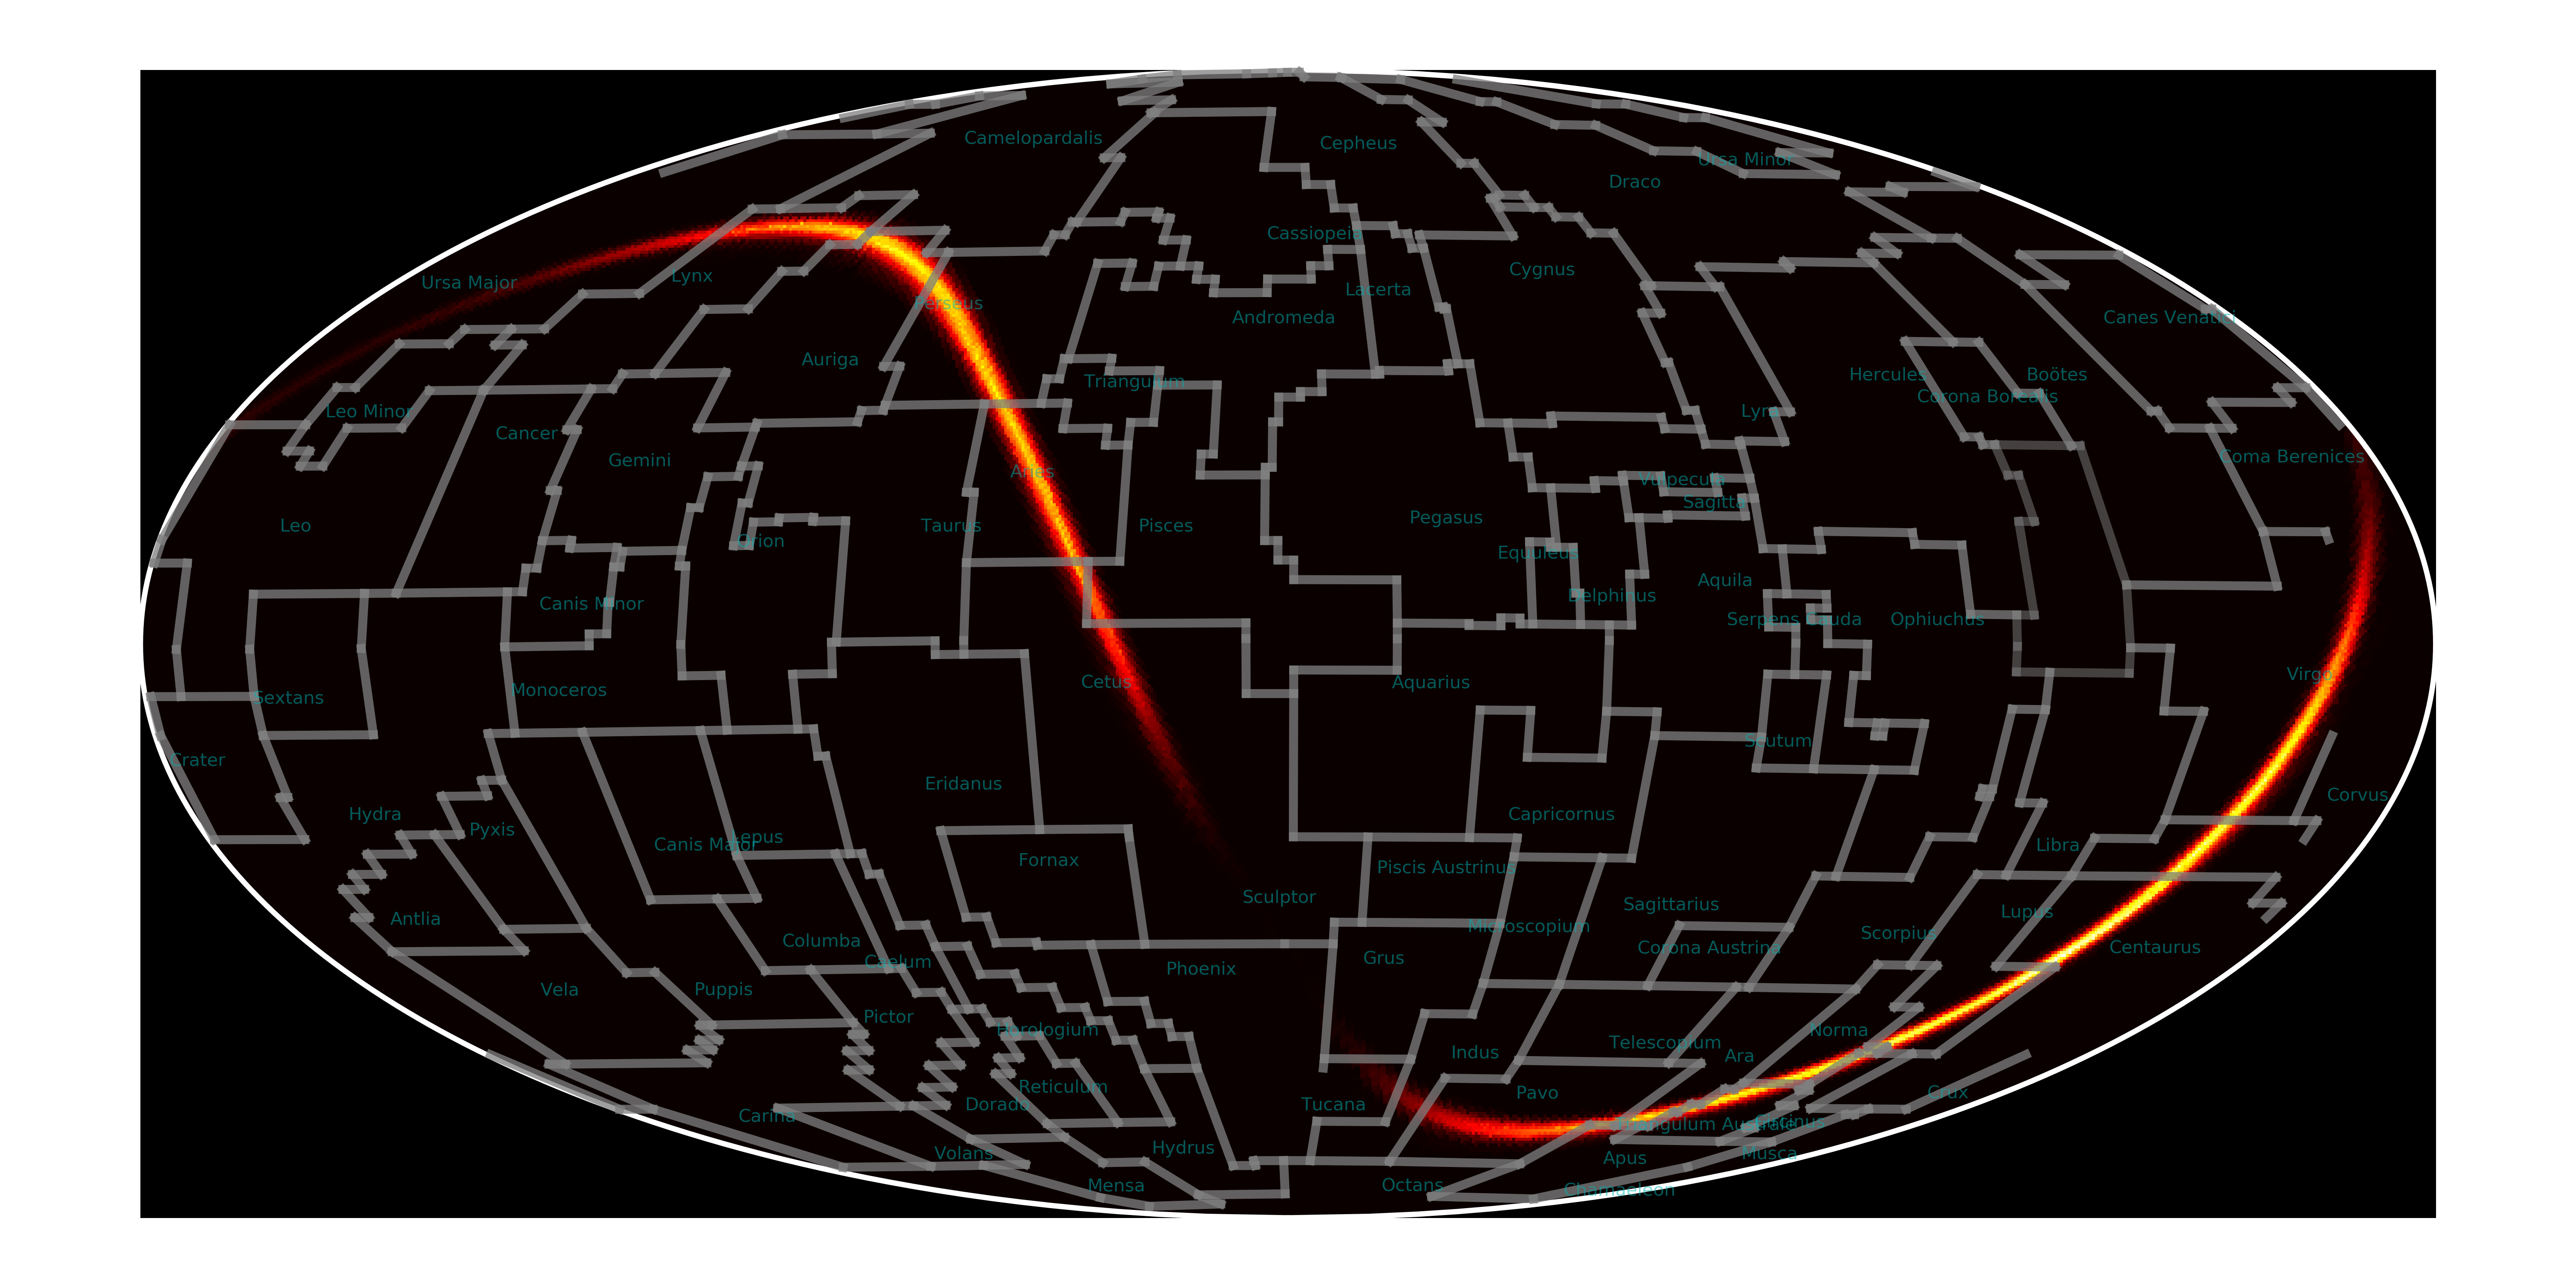 Camelopardalis
Cepheus
Ursa Minor
Draco
Cassiopeia
Cygnus
Lynx
Ursa Major
Lacerta
Perseus
Andromeda
Canes Venatici
Auriga
Hercules
Boötes
Triangulum
Corona Borealis
Leo Minor
Lyra
Cancer
Coma Berenices
Gemini
Aries
Vulpecula
Sagitta
Pegasus
Leo
Taurus
Pisces
Orion
Equuleus
Aquila
Delphinus
Canis Minor
Serpens Cauda
Ophiuchus
Virgo
Cetus
Aquarius
Monoceros
Sextans
Scutum
Crater
Eridanus
Corvus
Hydra
Capricornus
Pyxis
Lepus
Canis Major
Libra
Fornax
Piscis Austrinus
Sculptor
Sagittarius
Lupus
Antlia
Microscopium
Scorpius
Columba
Corona Austrina
Centaurus
Grus
Caelum
Phoenix
Vela
Puppis
Pictor
Horologium
Norma
Telescopium
Indus
Ara
Reticulum
Pavo
Crux
Dorado
Tucana
Carina
Circinus
Triangulum Australe
Hydrus
Volans
Musca
Apus
Mensa
Octans
Chamaeleon